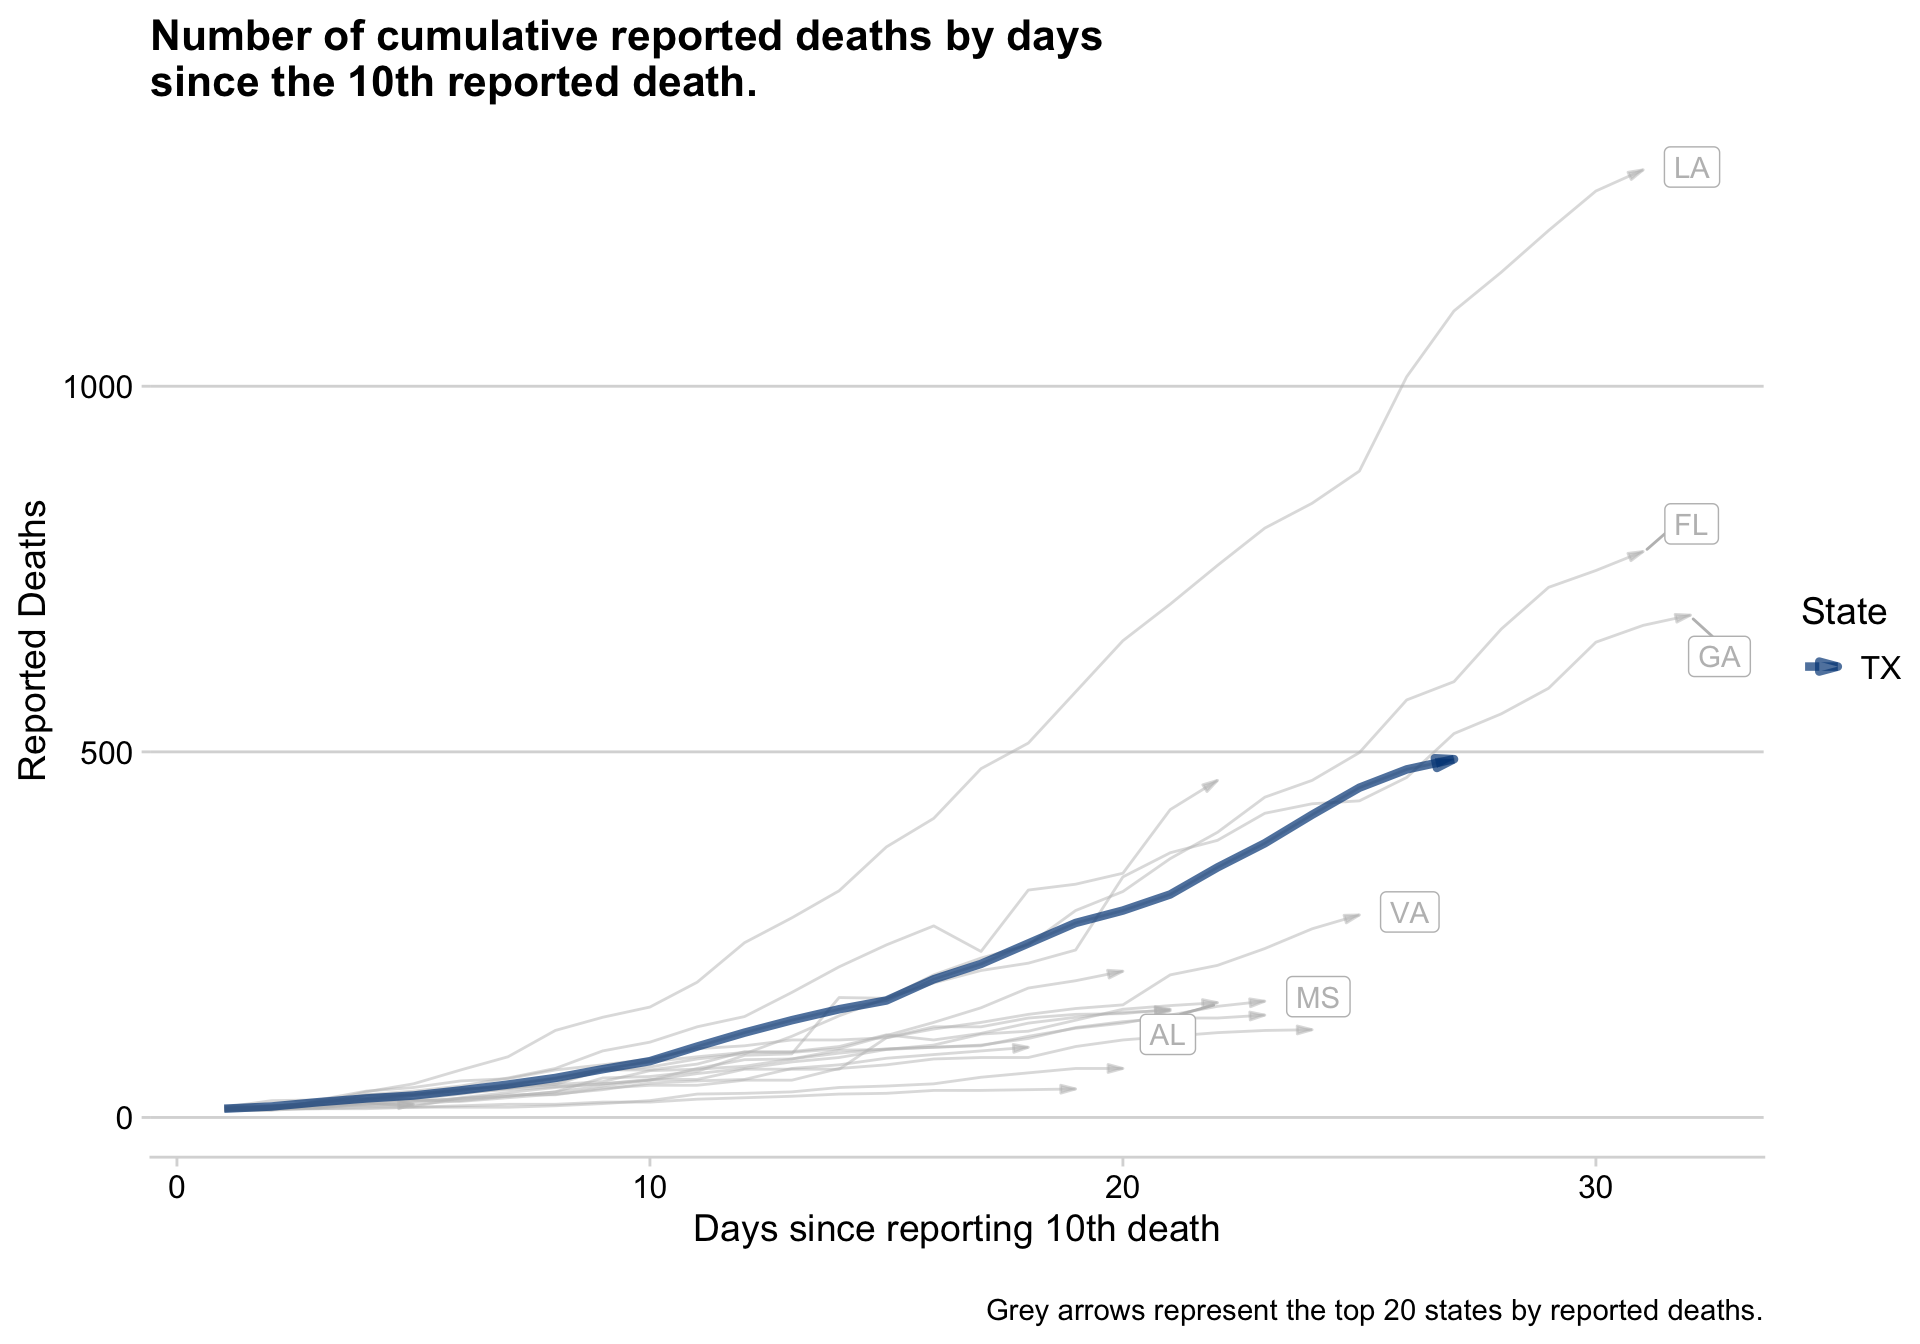 Number of cumulative reported deaths by days
since the 10th reported death.
LA
1000
FL
Reported Deaths
State
GA
TX
500
VA
MS
AL
0
0 10 20 30
Days since reporting 10th death
Grey arrows represent the top 20 states by reported deaths.